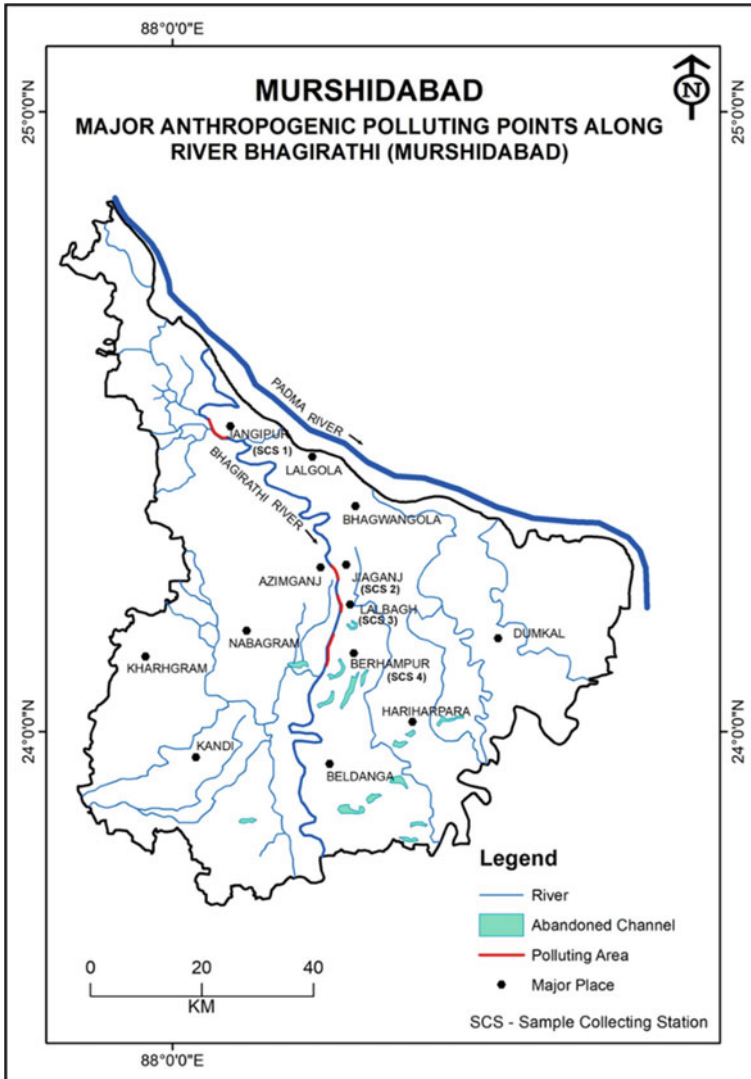 88°0'0"E
25°0'0"N
25°0'0"N
N
MURSHIDABAD
MAJOR ANTHROPOGENIC POLLUTING POINTS ALONG
RIVER BHAGIRATHI (MURSHIDABAD)
PADMA RIVER
JANGIPUR
(SCS 1)
LALGOLA
BHAGIRATHI RIVER
BHAGWANGOLA
AZIMGANJ
JIAGANJ
(SCS 2)
LALBAGH
(SCS 3)
NABAGRAM
DUMKAL
KHARHGRAM
BERHAMPUR
(SCS 4)
HARIHARPARA
24°0'0"N
24°0'0"N
KANDI
BELDANGA
Legend
River
Abandoned Channel
Polluting Area
Major Place
SCS - Sample Collecting Station
0 20 40
KM
88°0'0"E